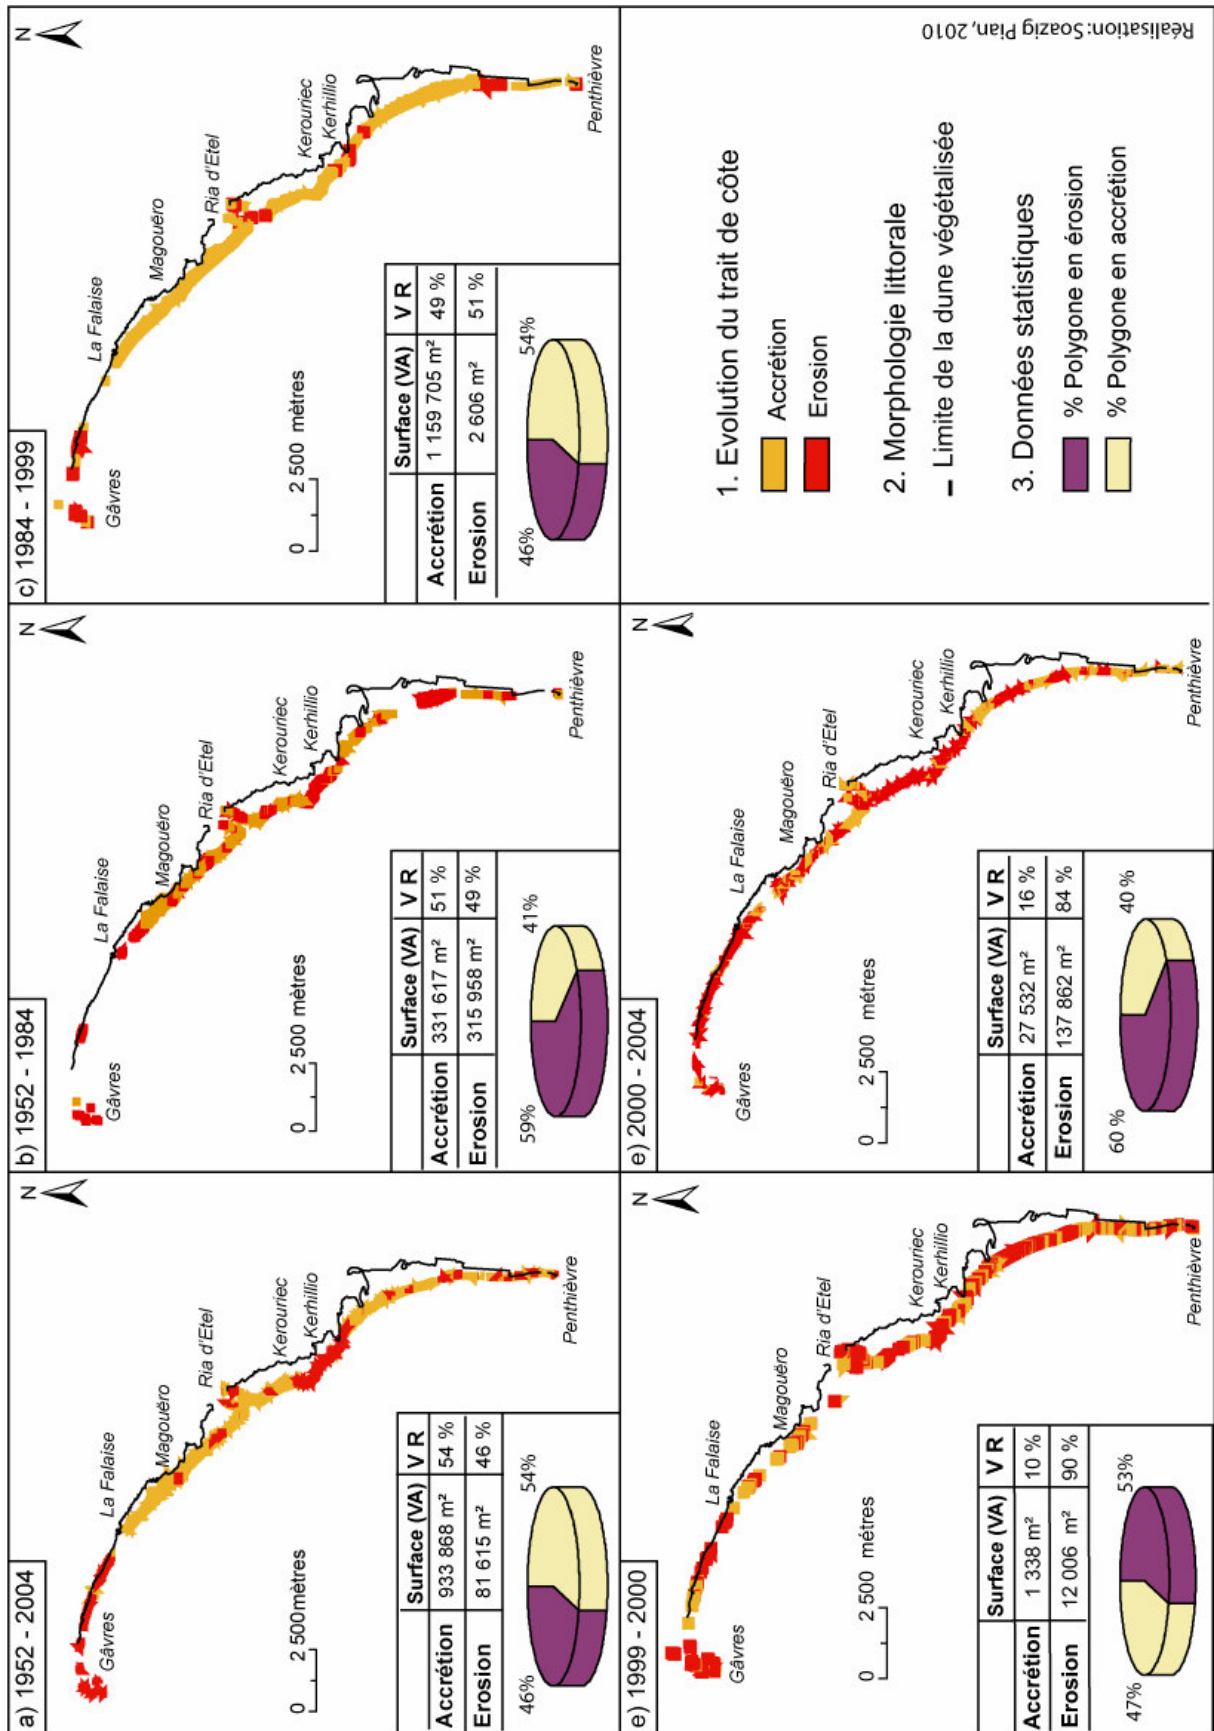 a) 1952 - 2004
N
La Falaise
Magouëro
Ria d'Etel
Gâvres
Kerouriec
Kerhillio
Penthièvre
0 2 500mètres
Surface (VA) V R
Accrétion 933 868 m² 54 %
Erosion 81 615 m² 46 %
46%
54%
b) 1952 - 1984
N
La Falaise
Magouëro
Ria d'Etel
Gâvres
Kerouriec
Kerhillio
Penthièvre
0 2 500 mètres
Surface (VA) V R
Accrétion 331 617 m² 51 %
Erosion 315 958 m² 49 %
59%
41%
c) 1984 - 1999
N
La Falaise
Magouëro
Ria d'Etel
Gâvres
Kerouriec
Kerhillio
Penthièvre
0 2 500 mètres
Surface (VA) V R
Accrétion 1 159 705 m² 49 %
Erosion 2 606 m² 51 %
46%
54%
e) 1999 - 2000
N
La Falaise
Magouëro
Ria d'Etel
Gâvres
Kerouriec
Kerhillio
Penthièvre
0 2 500 métres
Surface (VA) V R
Accrétion 1 338 m² 10 %
Erosion 12 006 m² 90 %
47%
53%
e) 2000 - 2004
N
La Falaise
Magouëro
Ria d'Etel
Gâvres
Kerouriec
Kerhillio
Penthièvre
0 2 500 métres
Surface (VA) V R
Accrétion 27 532 m² 16 %
Erosion 137 862 m² 84 %
60 %
40 %
1. Evolution du trait de côte
Accrétion
Erosion
2. Morphologie littorale
Limite de la dune végétalisée
3. Données statistiques
% Polygone en érosion
% Polygone en accrétion
Réalisation: Soazig Pian, 2010